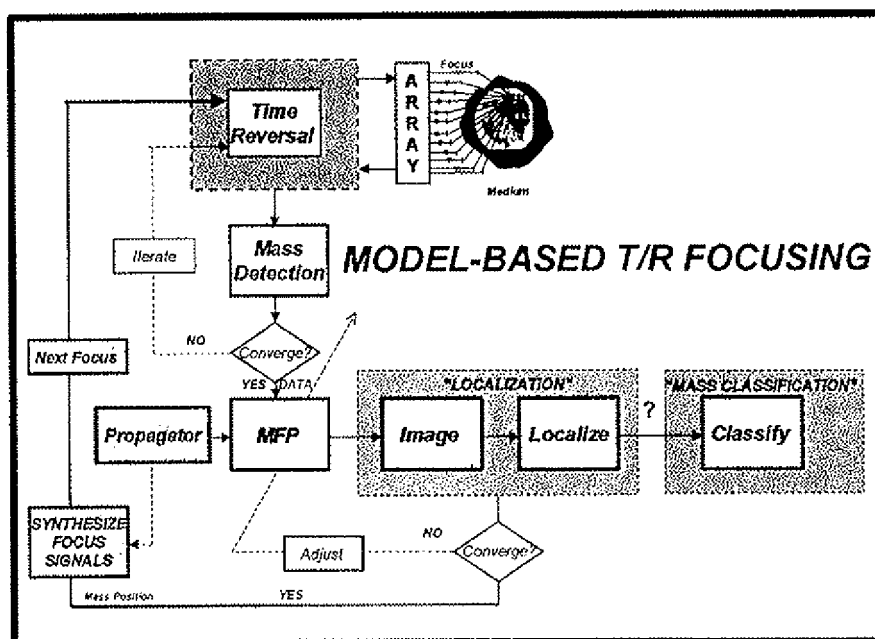 Time
Reversal
ARRAY
Focus
Medium
Mass
Detection
MODEL-BASED T/R FOCUSING
Iterate
NO
Converge?
Next Focus
YES
DATA
"LOCALIZATION"
"MASS CLASSIFICATION"
Propagator
MFP
Image
Localize
?
Classify
SYNTHESIZE
FOCUS
SIGNALS
Adjust
NO
Converge?
Mass Position
YES